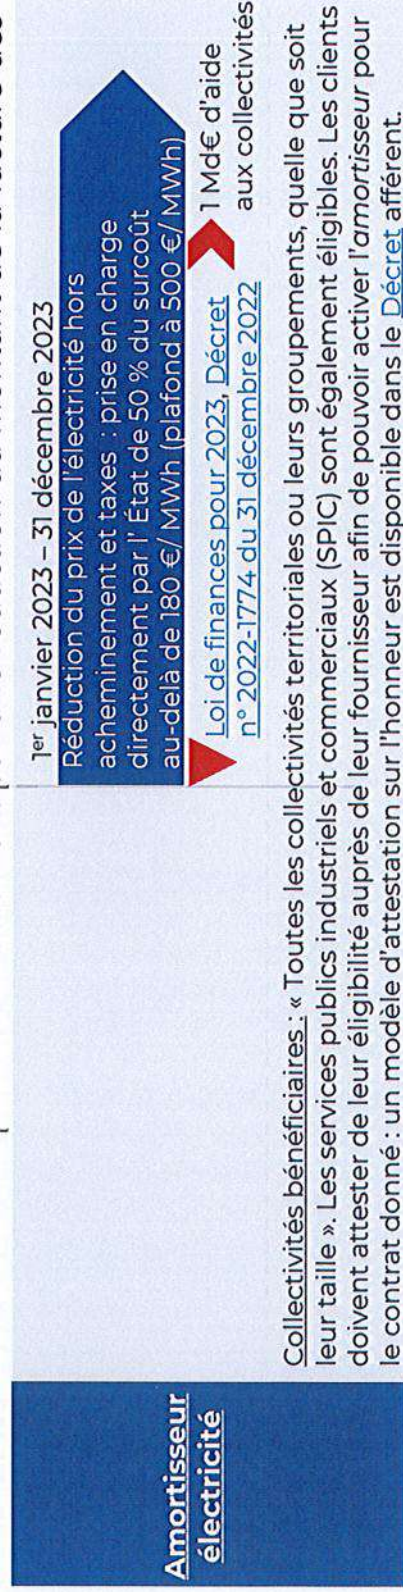 Amortisseur
électricité
1er janvier 2023 – 31 décembre 2023
Réduction du prix de l'électricité hors
acheminement et taxes : prise en charge
directement par l' État de 50 % du surcoût
au-delà de 180 €/ MWh (plafond à 500 €/ MWh)
Loi de finances pour 2023, Décret
n° 2022-1774 du 31 décembre 2022
1 Md€ d'aide
aux collectivités
Collectivités bénéficiaires : « Toutes les collectivités territoriales ou leurs groupements, quelle que soit
leur taille ». Les services publics industriels et commerciaux (SPIC) sont également éligibles. Les clients
doivent attester de leur éligibilité auprès de leur fournisseur afin de pouvoir activer l'amortisseur pour
le contrat donné : un modèle d'attestation sur l'honneur est disponible dans le Décret afférent.